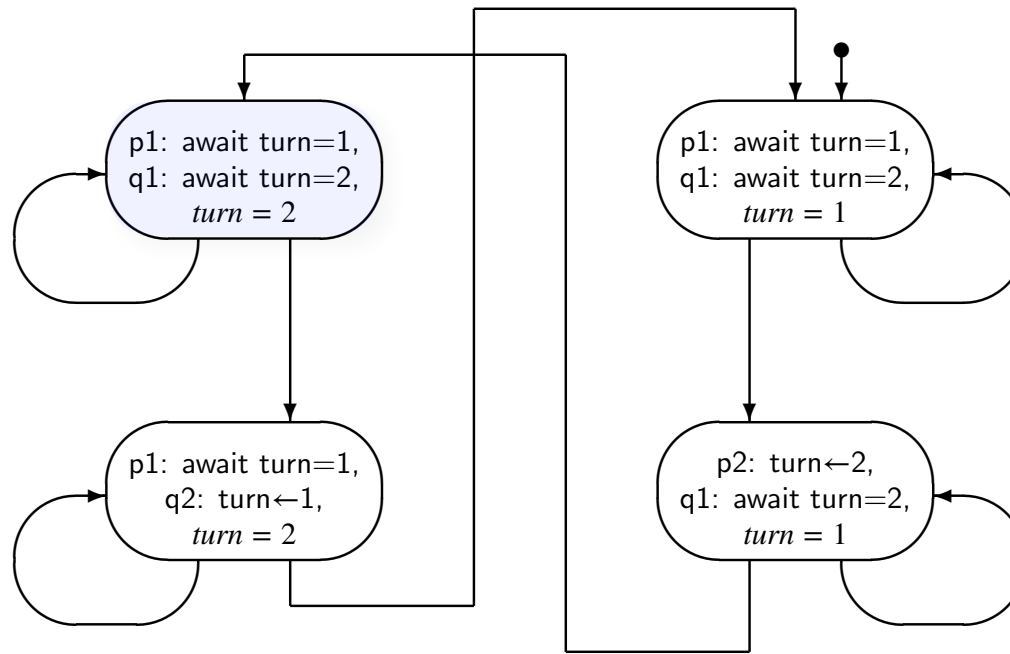 p1: await turn=1,
q1: await turn=2,
turn = 2
p1: await turn=1,
q1: await turn=2,
turn = 1
p1: await turn=1,
q2: turn←1,
turn = 2
p2: turn←2,
q1: await turn=2,
turn = 1